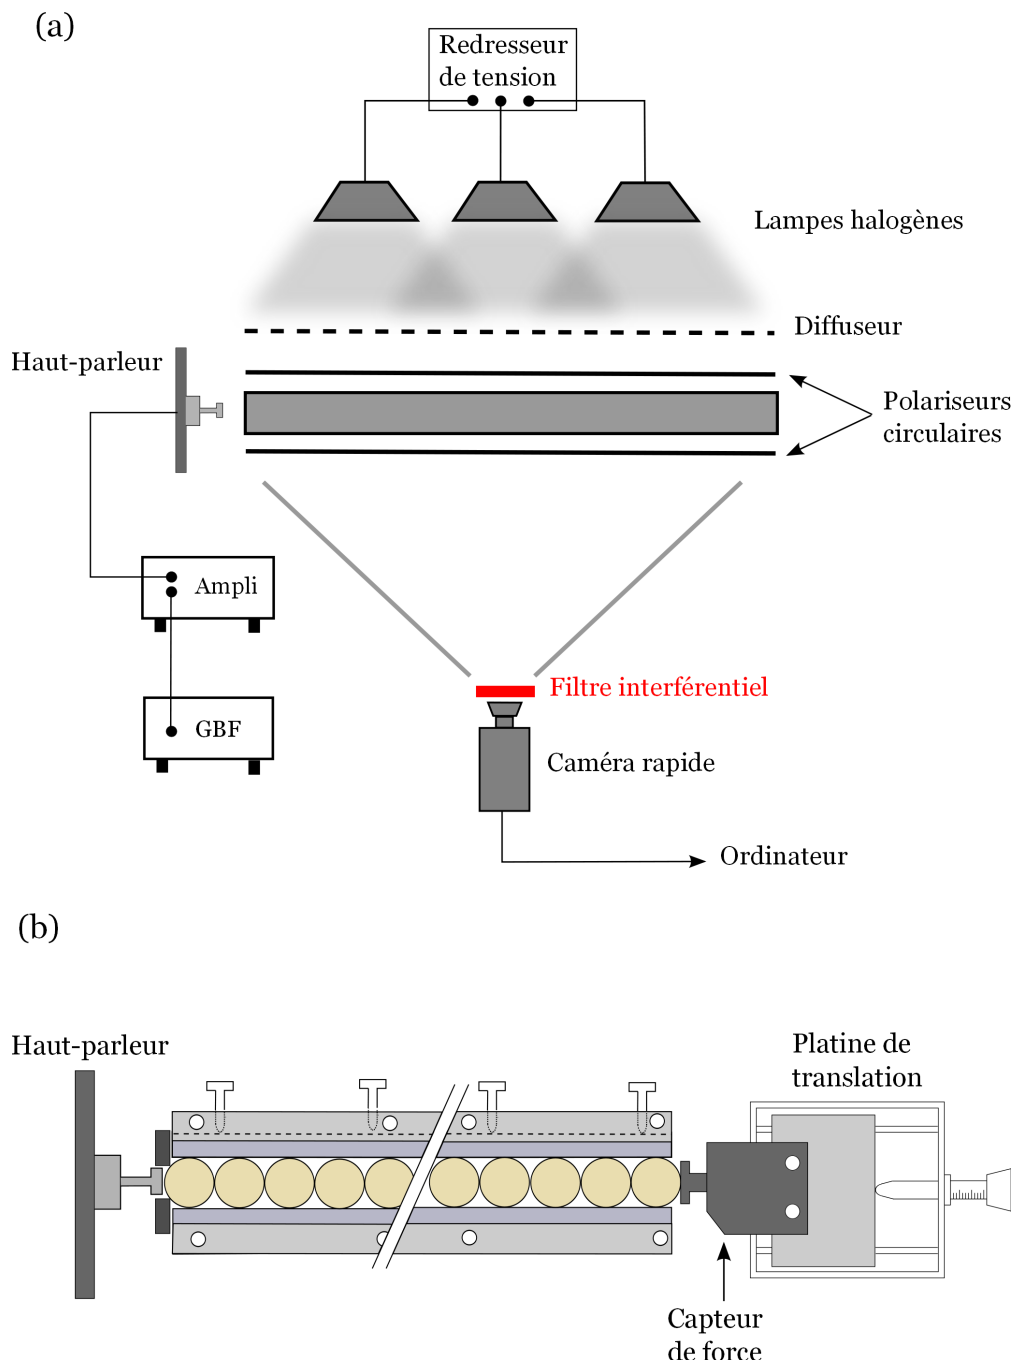 (a)
Redresseur
de tension
Lampes halogènes
Diffuseur
Haut-parleur
Polariseurs
circulaires
Ampli
Filtre interférentiel
GBF
Caméra rapide
Ordinateur
(b)
Haut-parleur
Platine de
translation
Capteur
de force